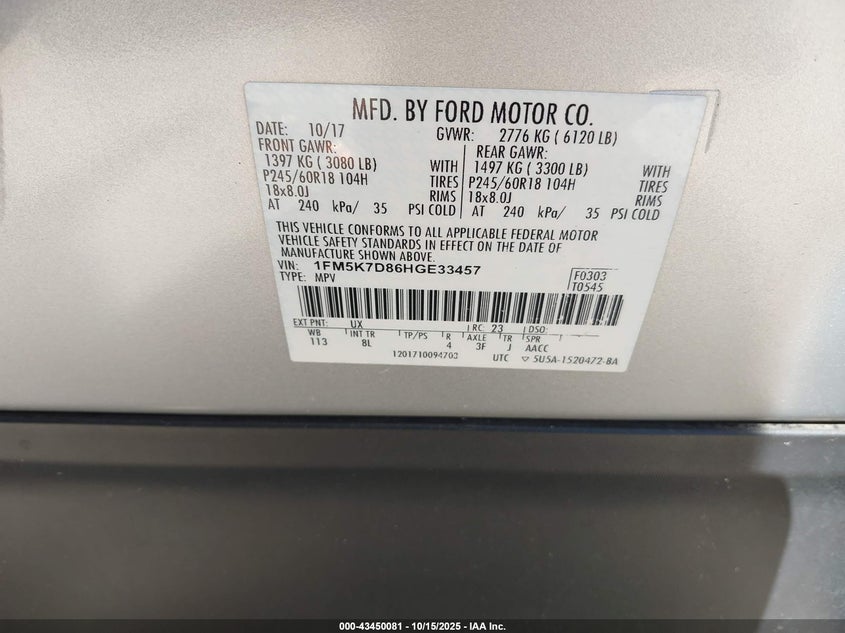 MFD. BY FORD MOTOR CO.
DATE: 10/17 GVWR: 2776 KG ( 6120 LB)
FRONT GAWR: REAR GAWR:
1397 KG ( 3080 LB) WITH 1497 KG ( 3300 LB) WITH
P245/60R18 104H TIRES P245/60R18 104H TIRES
18x8.0J RIMS 18x8.0J RIMS
AT 240 kPa/ 35 PSI COLD AT 240 kPa/ 35 PSI COLD
THIS VEHICLE CONFORMS TO ALL APPLICABLE FEDERAL MOTOR
VEHICLE SAFETY STANDARDS IN EFFECT ON THE DATE OF
MANUFACTURE SHOWN ABOVE.
VIN: 1FM5K7D86HGE33457 F0303
TYPE: MPV T0545
EXT PNT: UX RC: 23 DSO:
WB INT TR TP/PS R AXLE TR SPR
113 8L 4 3F J AACC
1201710094703 UTC ▽ 5U5A-1520472-BA
000-43450081 - 10/15/2025 - IAA Inc.